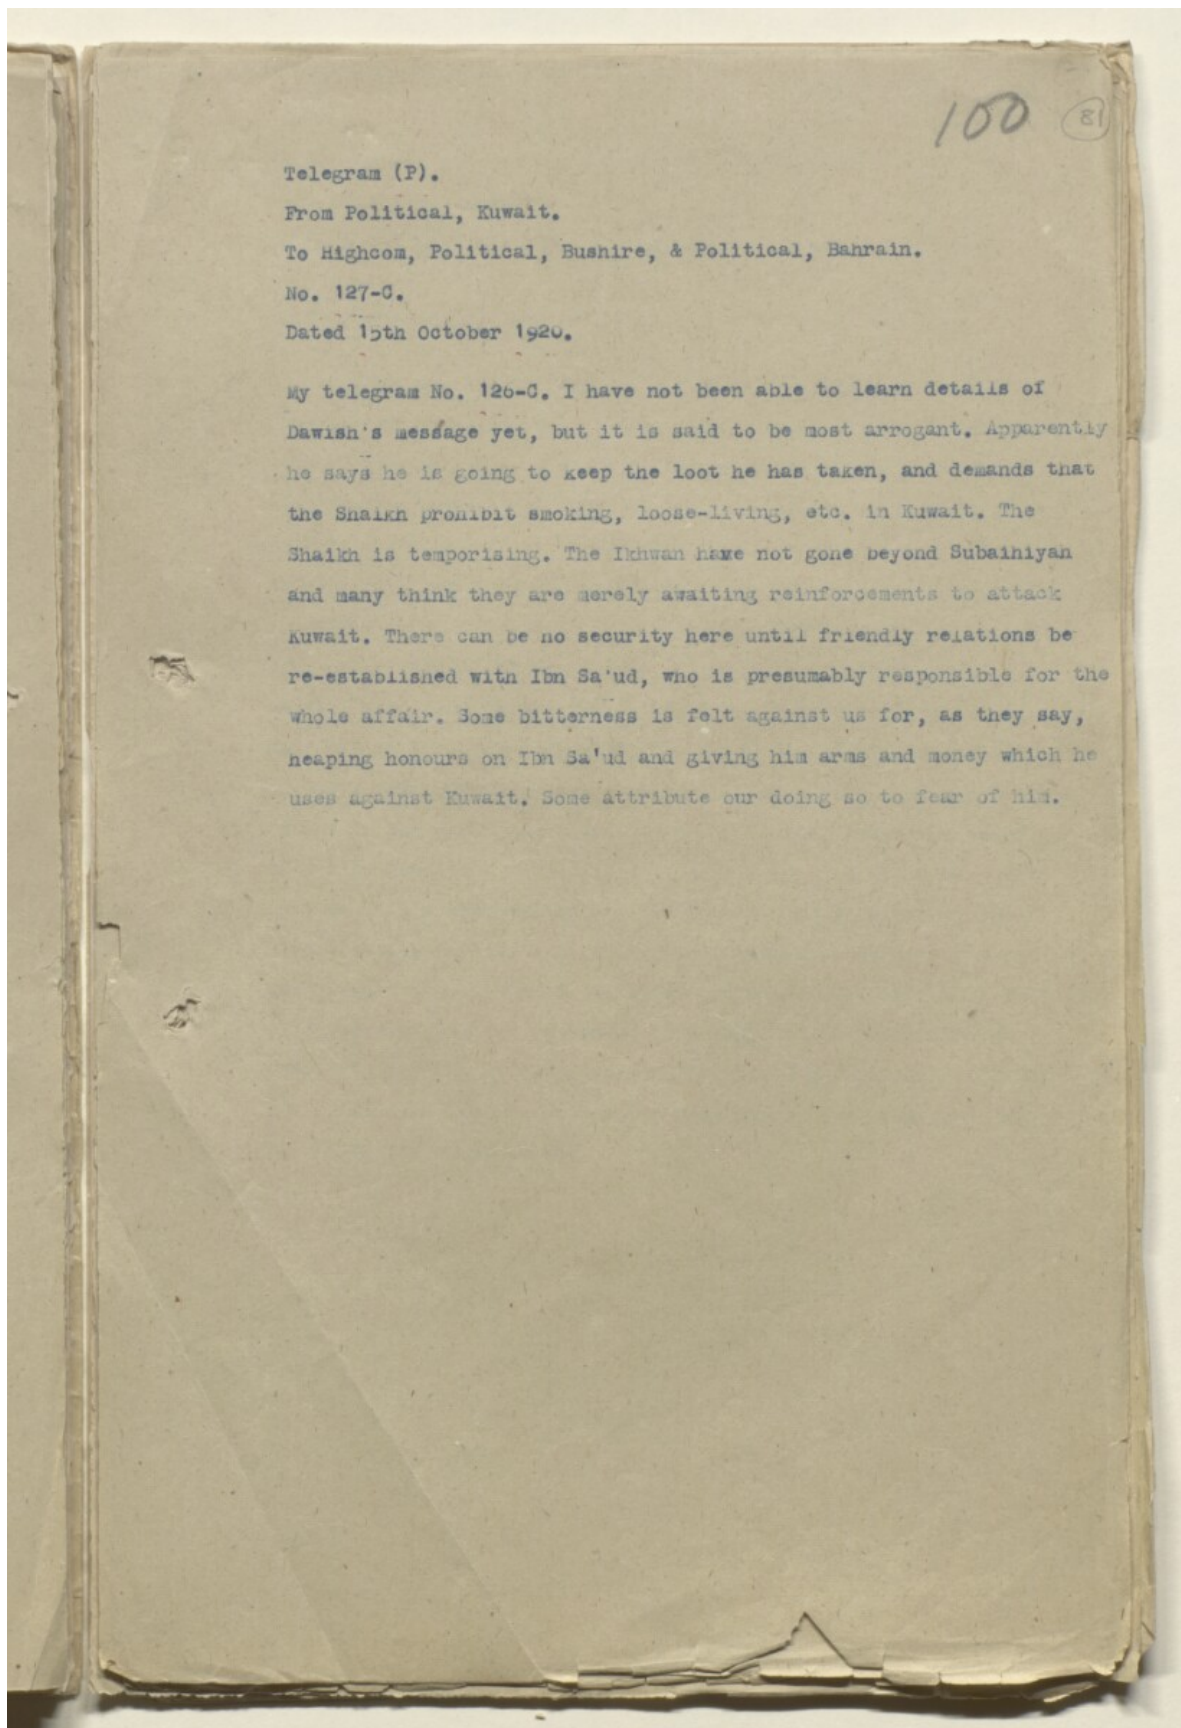 100
81
Telegram (P).
From Political, Kuwait.
To Highcom, Political, Bushire, & Political, Bahrain.
No. 127-C.
Dated 15th October 1920.
My telegram No. 126-C. I have not been able to learn details of
Dawish's message yet, but it is said to be most arrogant. Apparently
he says he is going to keep the loot he has taken, and demands that
the Shaikh prohibit smoking, loose-living, etc. in Kuwait. The
Shaikh is temporising. The Ikhwan have not gone beyond Subaihiyah
and many think they are merely awaiting reinforcements to attack
Kuwait. There can be no security here until friendly relations be
re-established with Ibn Sa'ud, who is presumably responsible for the
whole affair. Some bitterness is felt against us for, as they say,
heaping honours on Ibn Sa'ud and giving him arms and money which he
uses against Kuwait. Some attribute our doing so to fear of him.